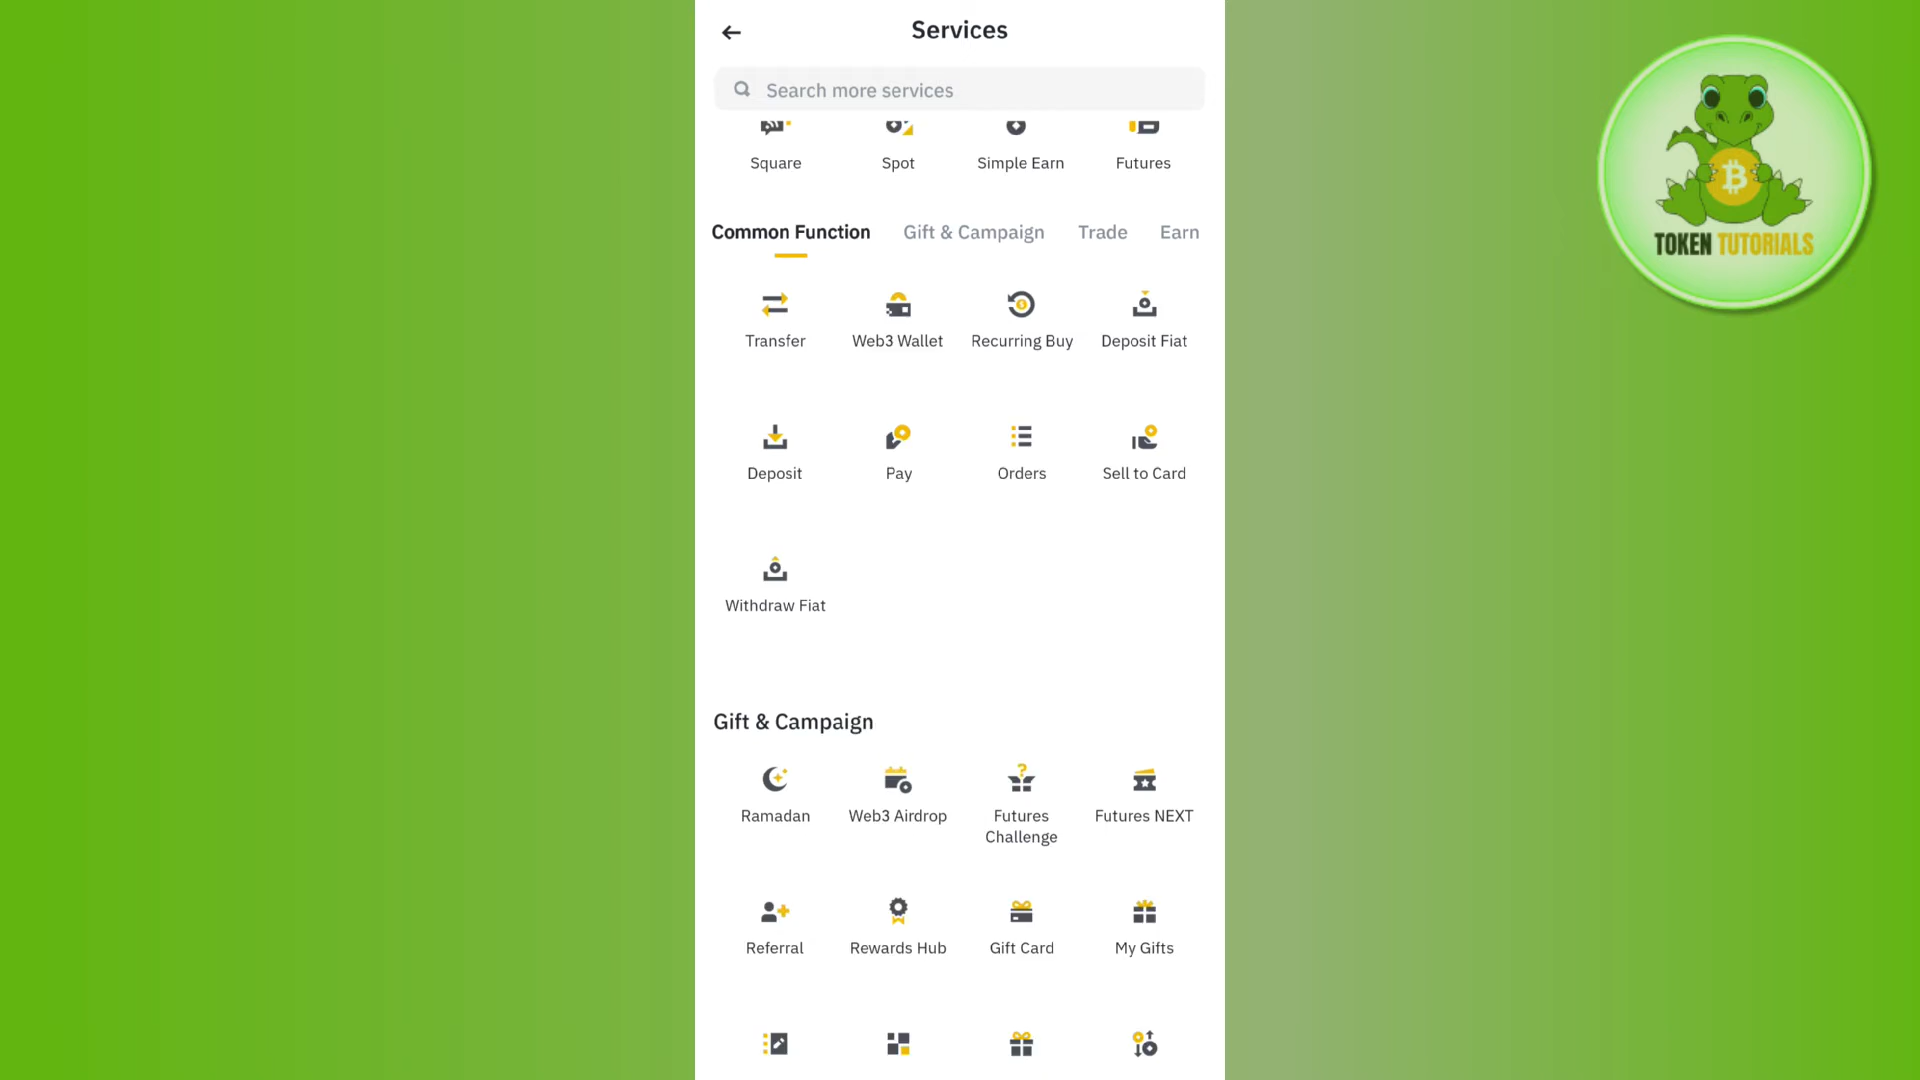 Services
Search more services
Square Spot Simple Earn Futures
Common Function Gift & Campaign Trade Earn
Transfer Web3 Wallet Recurring Buy Deposit Fiat
Deposit Pay Orders Sell to Card
Withdraw Fiat
Gift & Campaign
Ramadan Web3 Airdrop Futures Challenge Futures NEXT
Referral Rewards Hub Gift Card My Gifts
TOKEN TUTORIALS